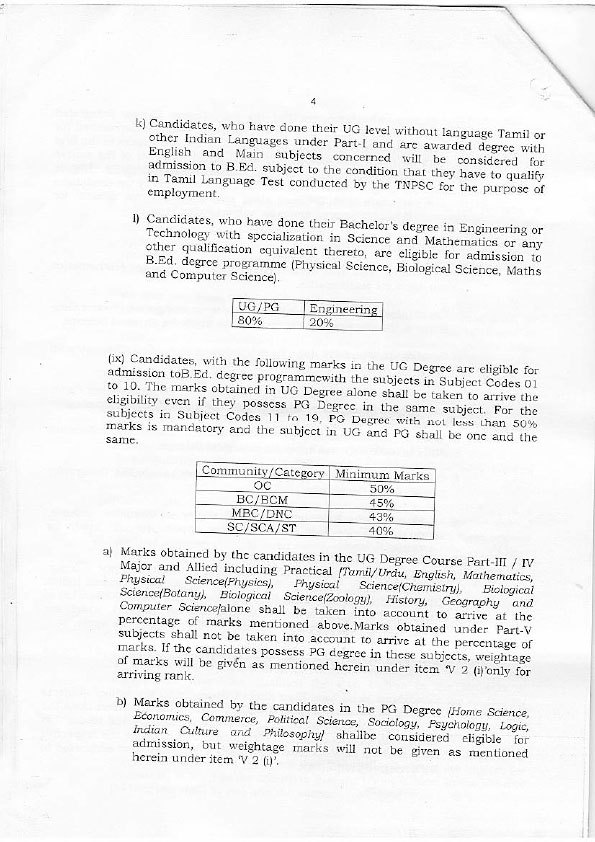 4
k) Candidates, who have done their UG level without language Tamil or
other Indian Languages under Part-I and are awarded degree with
English and Main subjects concerned will be considered for
admission to B.Ed. subject to the condition that they have to qualify
in Tamil Language Test conducted by the TNPSC for the purpose of
employment.
l) Candidates, who have done their Bachelor's degree in Engineering or
Technology with specialization in Science and Mathematics or any
other qualification equivalent thereto, are eligible for admission to
B.Ed. degree programme (Physical Science, Biological Science, Maths
and Computer Science).
UG/PG Engineering
80% 20%
(ix) Candidates, with the following marks in the UG Degree are eligible for
admission toB.Ed. degree programmewith the subjects in Subject Codes 01
to 10. The marks obtained in UG Degree alone shall be taken to arrive the
eligibility even if they possess PG Degree in the same subject. For the
subjects in Subject Codes 11 to 19, PG Degree with not less than 50%
marks is mandatory and the subject in UG and PG shall be one and the
same.
Community/Category Minimum Marks
OC 50%
BC/BCM 45%
MBC/DNC 43%
SC/SCA/ST 40%
a) Marks obtained by the candidates in the UG Degree Course Part-III / IV
Major and Allied including Practical [Tamil/Urdu, English, Mathematics,
Physical Science(Physics), Physical Science(Chemistry), Biological
Science(Botany), Biological Science(Zoology), History, Geography and
Computer Science]alone shall be taken into account to arrive at the
percentage of marks mentioned above.Marks obtained under Part-V
subjects shall not be taken into account to arrive at the percentage of
marks. If the candidates possess PG degree in these subjects, weightage
of marks will be given as mentioned herein under item 'V 2 (i)'only for
arriving rank.
b) Marks obtained by the candidates in the PG Degree [Home Science,
Economics, Commerce, Political Science, Sociology, Psychology, Logic,
Indian Culture and Philosophy] shallbe considered eligible for
admission, but weightage marks will not be given as mentioned
herein under item 'V 2 (i)'.